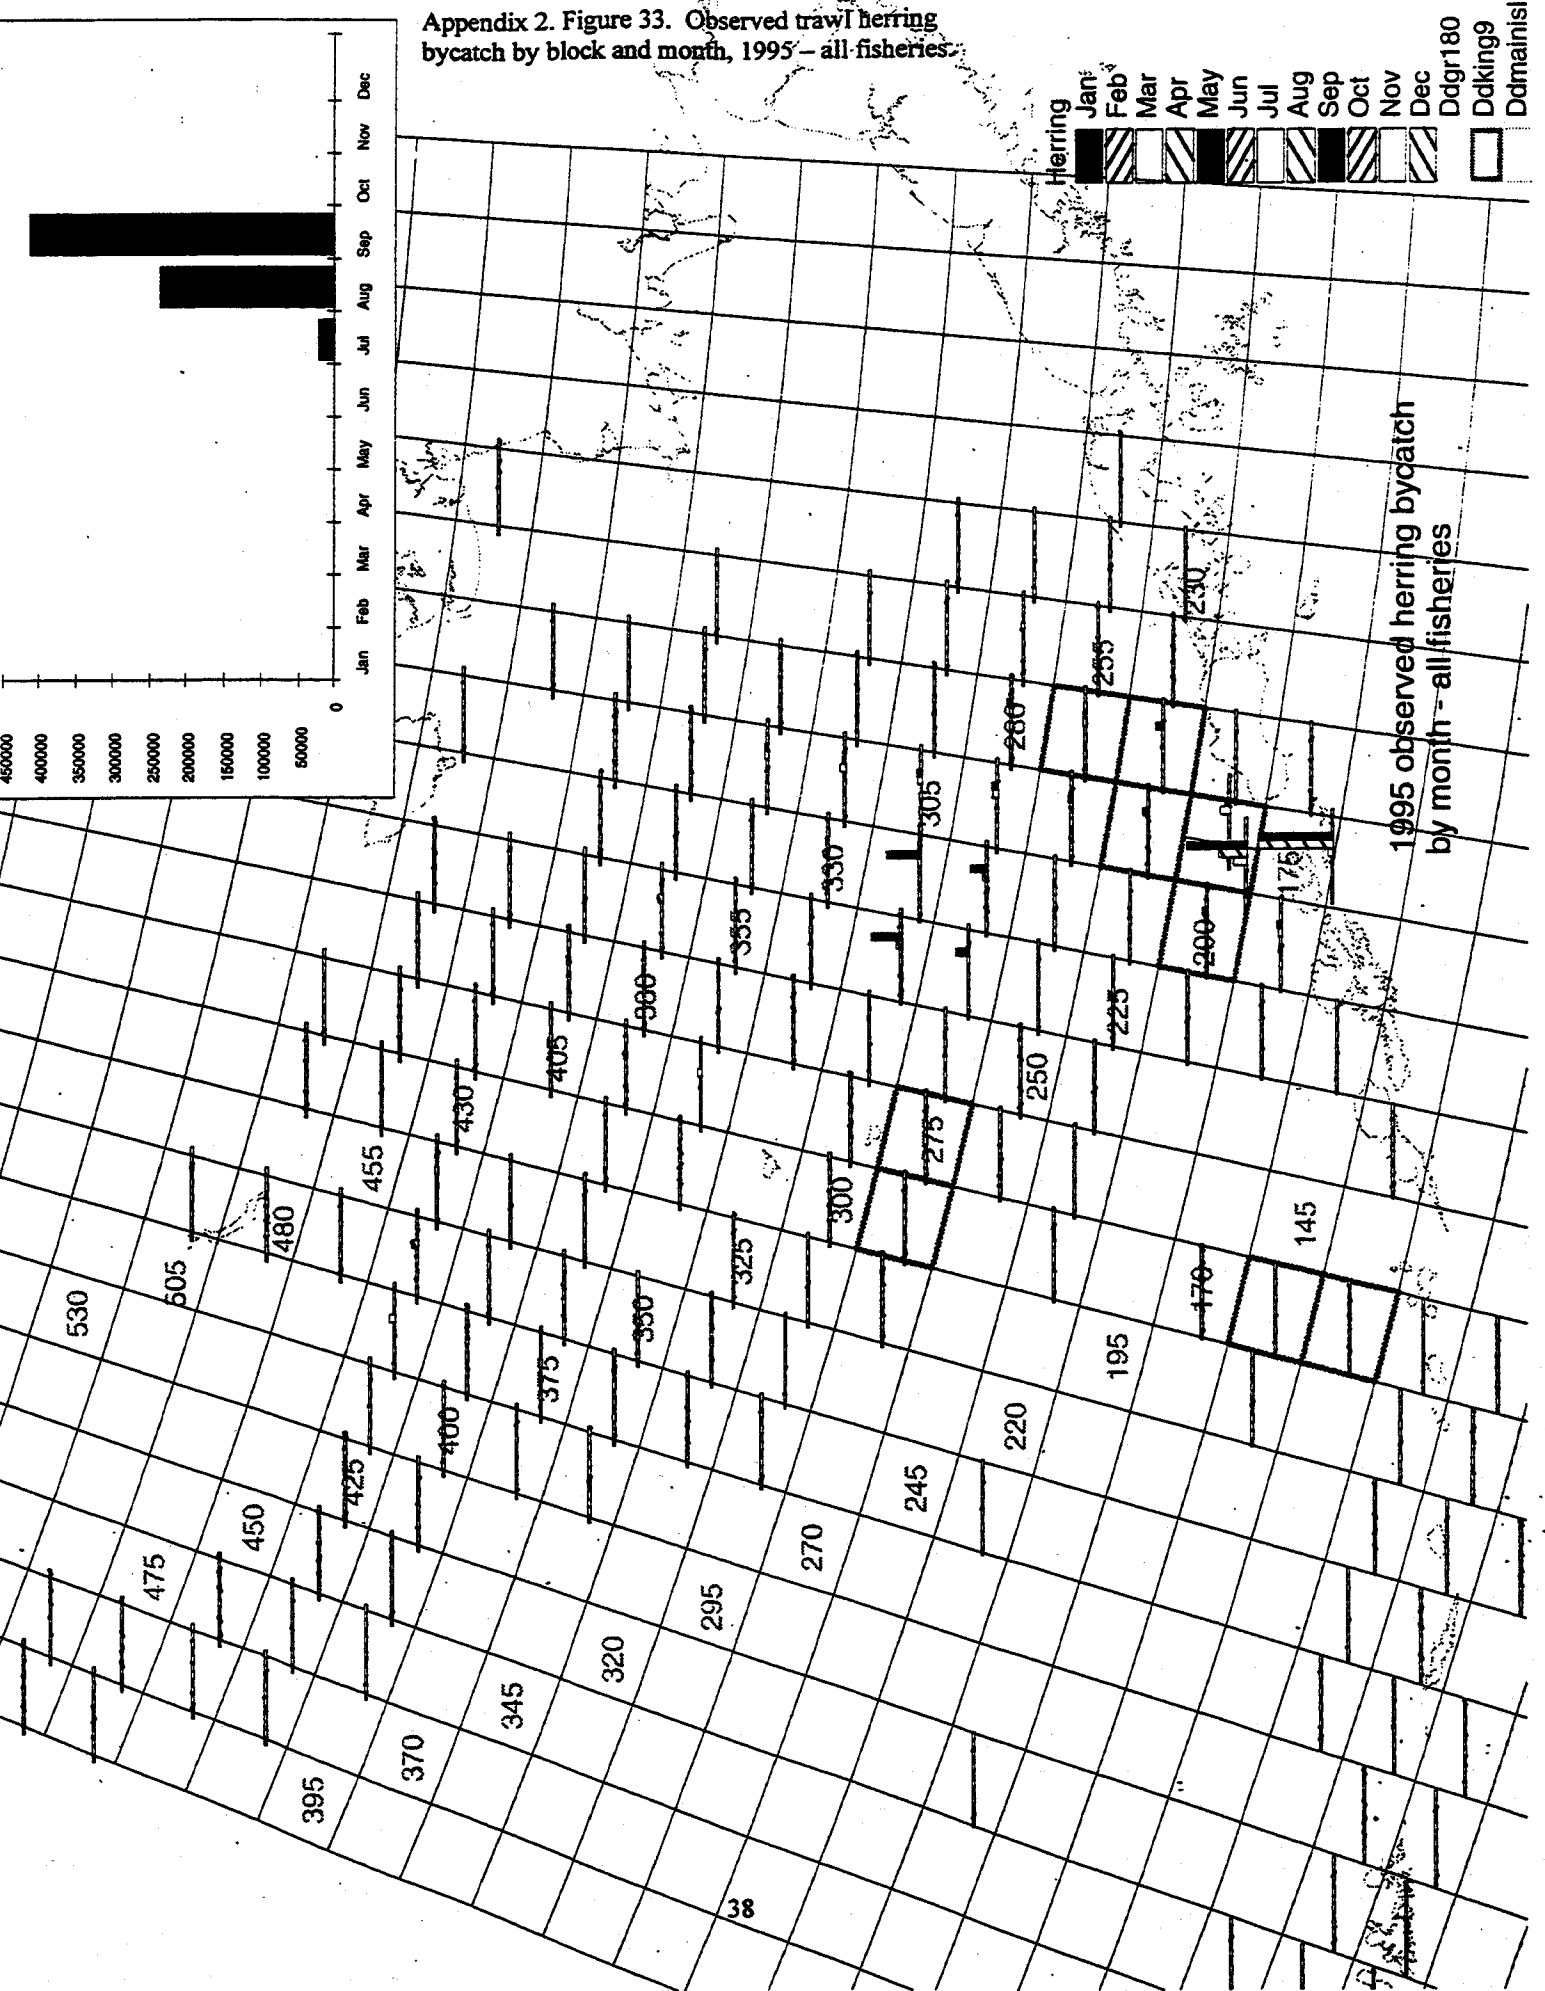 Appendix 2. Figure 33. Observed trawl herring
bycatch by block and month, 1995 – all fisheries.
450000
400000
350000
300000
250000
200000
150000
100000
500000
0
Jan
Feb
Mar
Apr
May
Jun
Jul
Aug
Sep
Oct
Nov
Dec
Herring
Jan
Feb
Mar
Apr
May
Jun
Jul
Aug
Sep
Oct
Nov
Dec
Ddgr180
Ddking9
Ddmainisl
1995 observed herring bycatch
by month - all fisheries
230
255
280
305
330
355
380
405
430
455
480
505
530
175
200
225
250
275
300
325
350
375
400
425
450
475
145
170
195
220
245
270
295
320
345
370
395
38